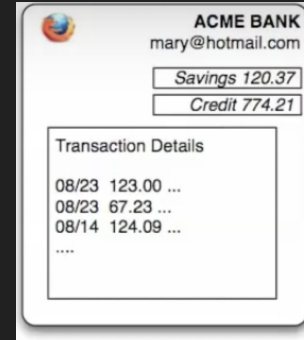 ACME BANK
mary@hotmail.com
Savings 120.37
Credit 774.21
Transaction Details
08/23 123.00 ...
08/23 67.23 ...
08/14 124.09 ...
....